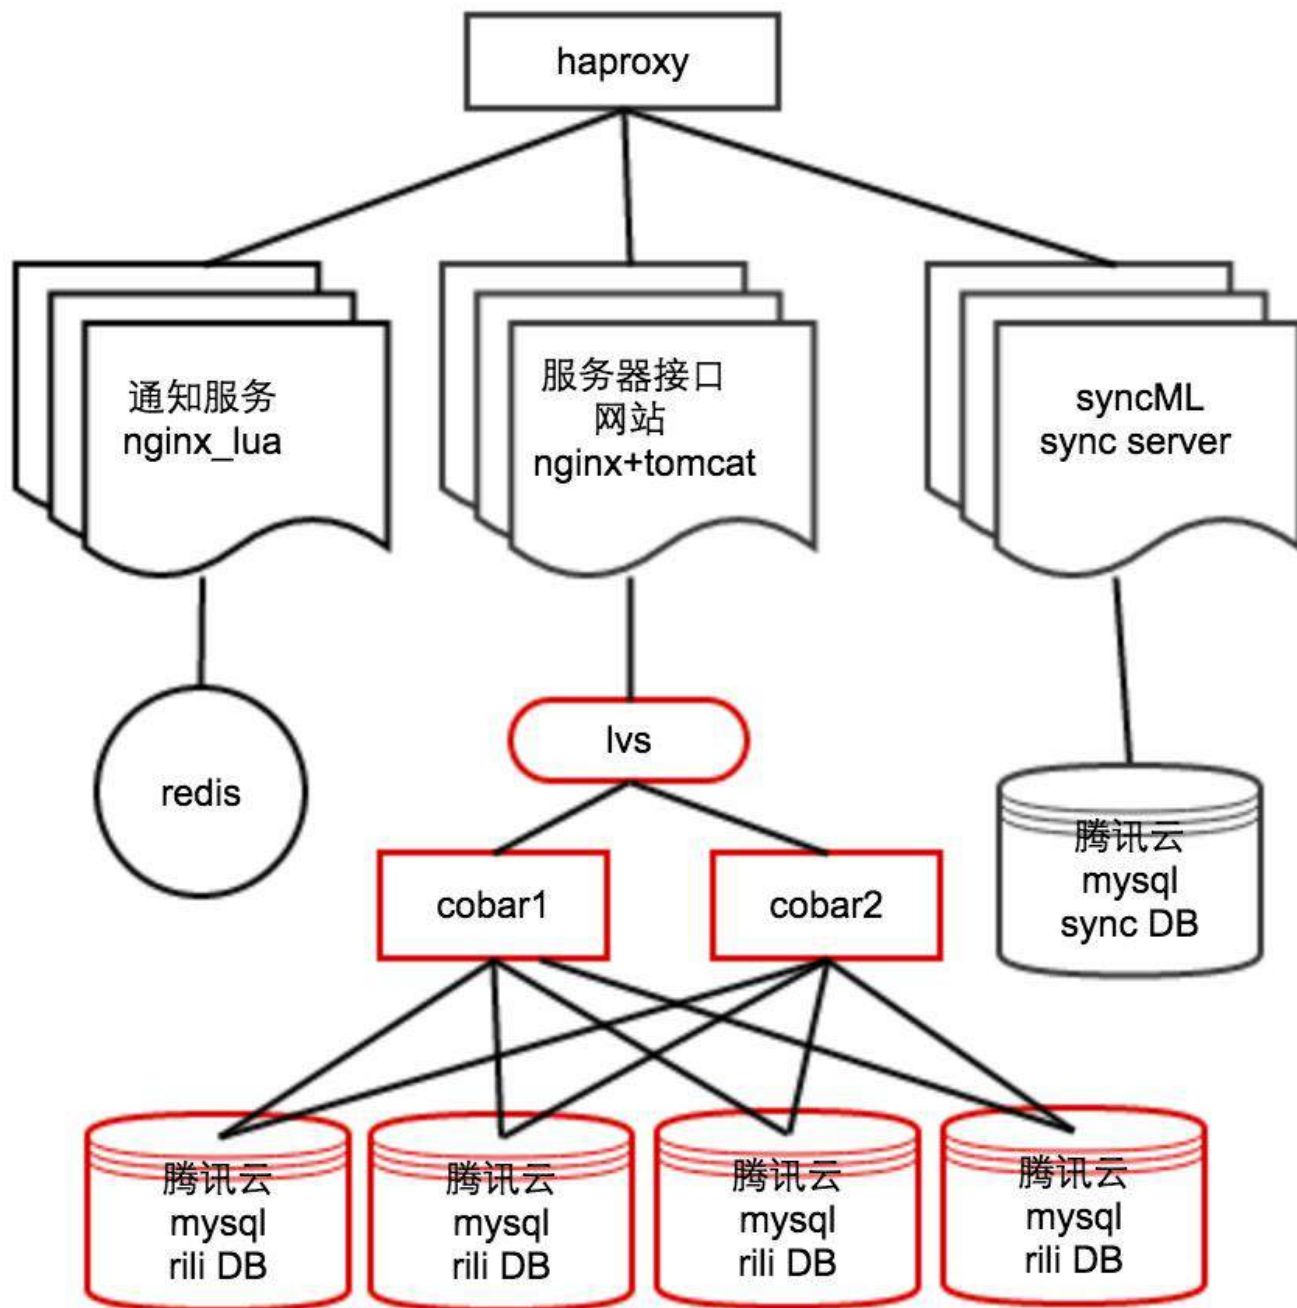 haproxy
通知服务
nginx_lua
服务器接口
网站
nginx+tomcat
syncML
sync server
redis
lvs
cobar1
cobar2
腾讯云
mysql
sync DB
腾讯云
mysql
rili DB
腾讯云
mysql
rili DB
腾讯云
mysql
rili DB
腾讯云
mysql
rili DB